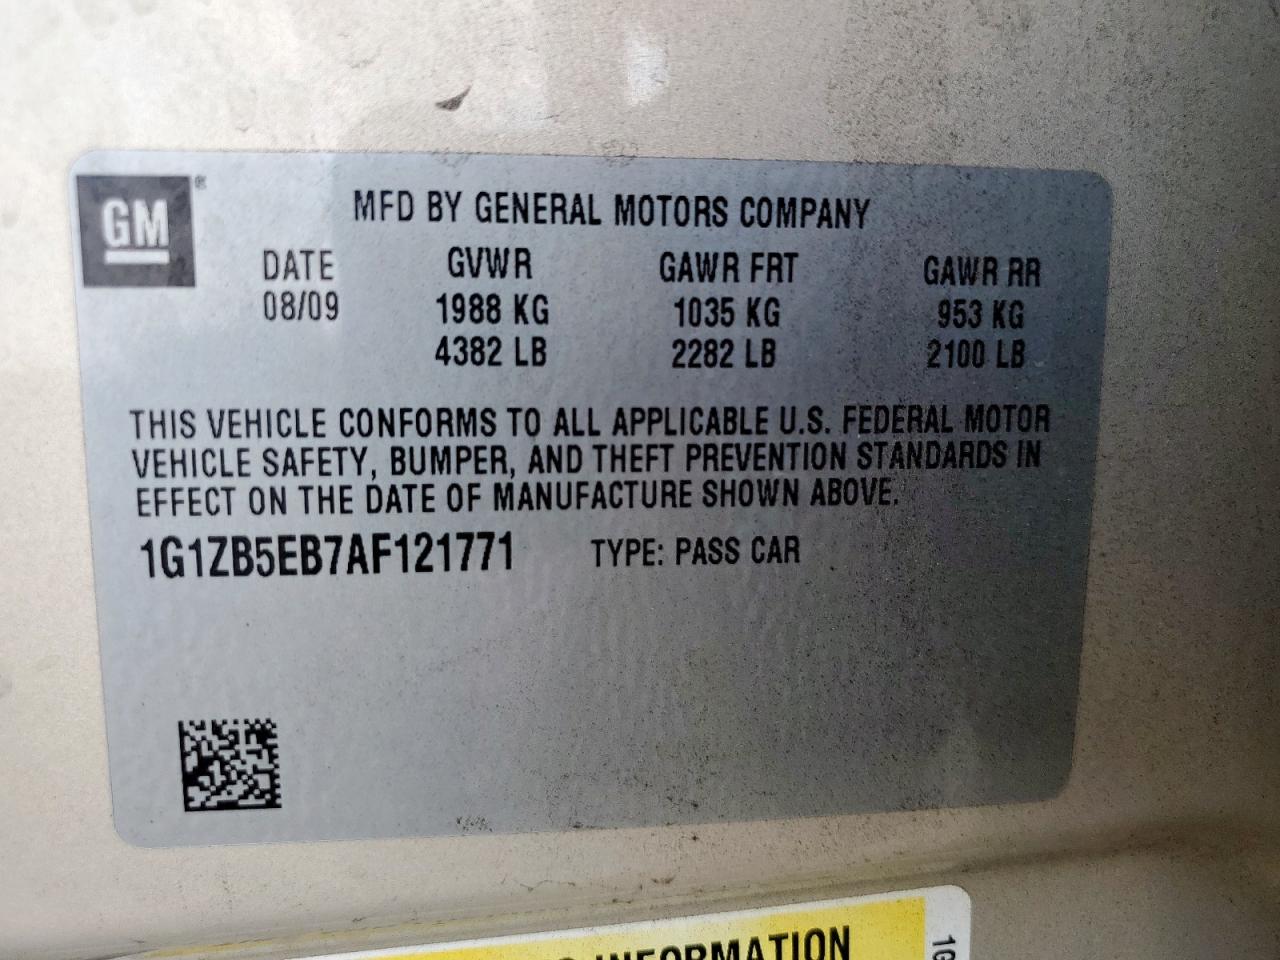 GM®
MFD BY GENERAL MOTORS COMPANY
DATE GVWR GAWR FRT GAWR RR
08/09 1988 KG 1035 KG 953 KG
4382 LB 2282 LB 2100 LB
THIS VEHICLE CONFORMS TO ALL APPLICABLE U.S. FEDERAL MOTOR
VEHICLE SAFETY, BUMPER, AND THEFT PREVENTION STANDARDS IN
EFFECT ON THE DATE OF MANUFACTURE SHOWN ABOVE.
1G1ZB5EB7AF121771 TYPE: PASS CAR
INFORMATION
1G